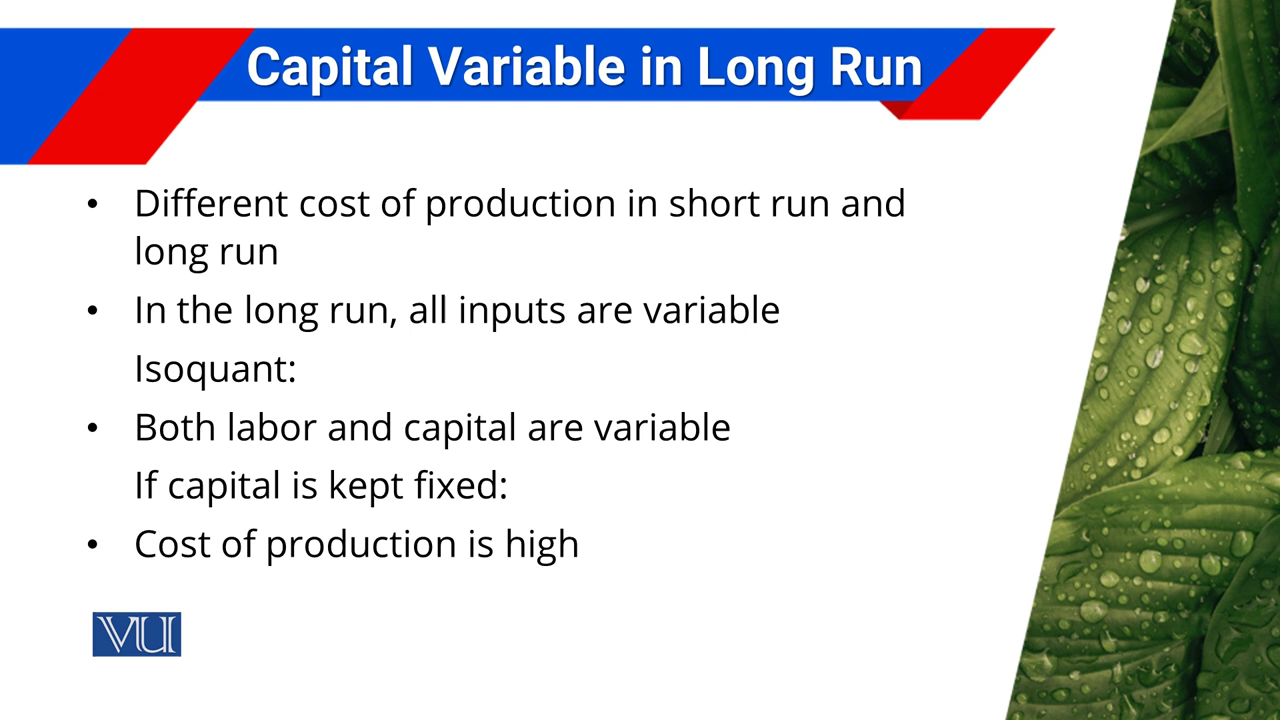 Capital Variable in Long Run
• Different cost of production in short run and
long run
• In the long run, all inputs are variable
Isoquant:
• Both labor and capital are variable
If capital is kept fixed:
• Cost of production is high
VU